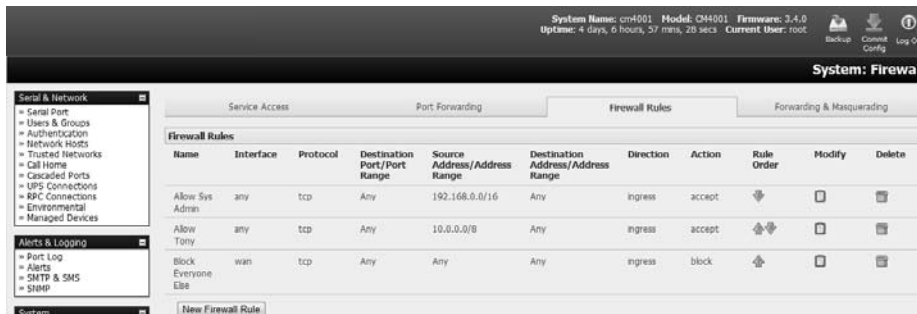 System Name: cm4001 Model: CM4001 Firmware: 3.4.0
Uptime: 4 days, 6 hours, 57 mins, 28 secs Current User: root
Backup
Commit Config
Log O
System: Firewa
Serial & Network
» Serial Port
» Users & Groups
» Authentication
» Network Hosts
» Trusted Networks
» Call Home
» Cascaded Ports
» UPS Connections
» RPC Connections
» Environmental
» Managed Devices
Alerts & Logging
» Port Log
» Alerts
» SMTP & SMS
» SNMP
System
Service Access
Port Forwarding
Firewall Rules
Forwarding & Masquerading
Firewall Rules
Name Interface Protocol Destination Port/Port Range Source Address/Address Range Destination Address/Address Range Direction Action Rule Order Modify Delete
Allow Sys Admin any tcp Any 192.168.0.0/16 Any ingress accept
Allow Tony any tcp Any 10.0.0.0/8 Any ingress accept
Block Everyone Else wan tcp Any Any Any ingress block
New Firewall Rule